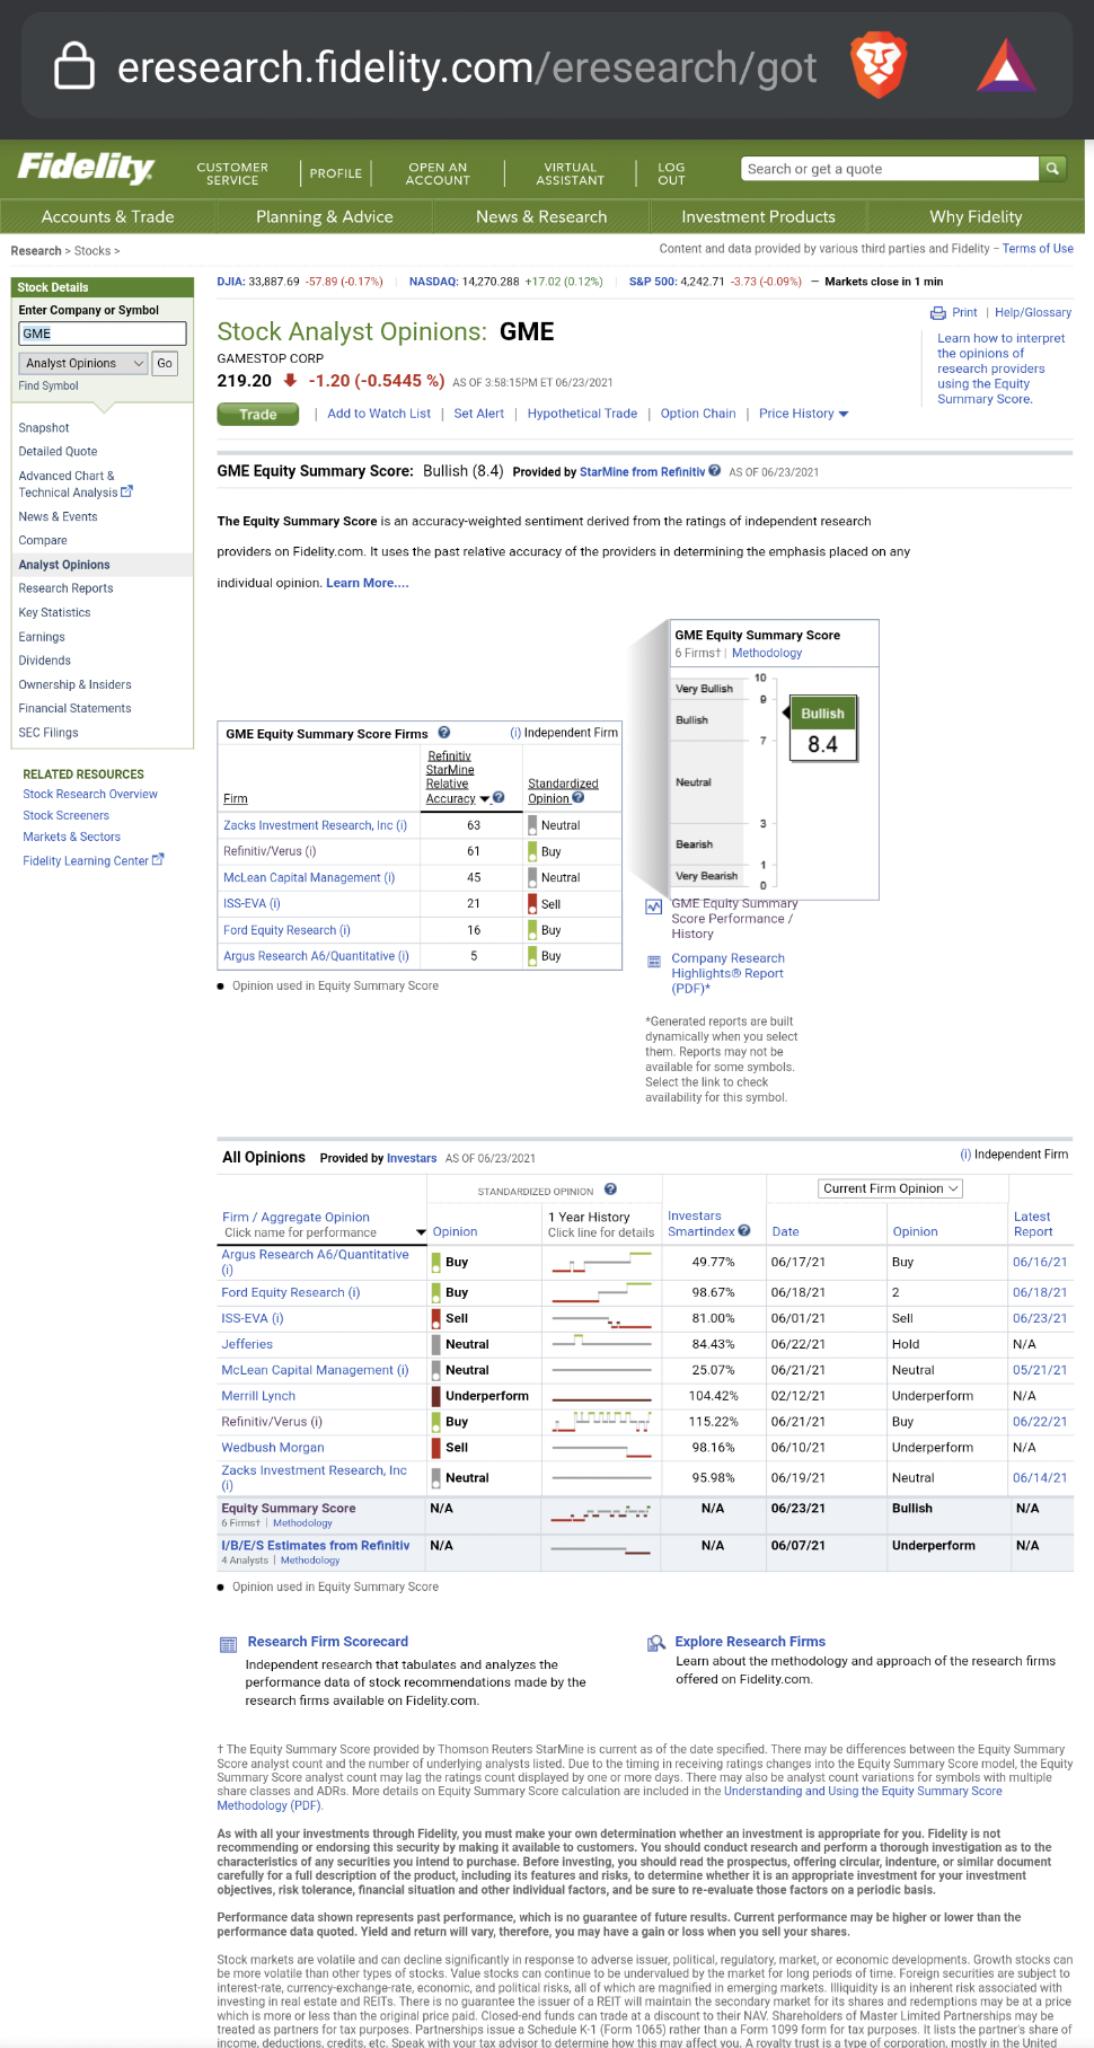 eresearch.fidelity.com/eresearch/got
Fidelity
CUSTOMER SERVICE
PROFILE
OPEN AN ACCOUNT
VIRTUAL ASSISTANT
LOG OUT
Search or get a quote
Accounts & Trade
Planning & Advice
News & Research
Investment Products
Why Fidelity
Research > Stocks >
Content and data provided by various third parties and Fidelity – Terms of Use
DJIA: 33,887.69 -57.89 (-0.17%) NASDAQ: 14,270.288 +17.02 (0.12%) S&P 500: 4,242.71 -3.73 (-0.09%) – Markets close in 1 min
Stock Details
Enter Company or Symbol
GME
Analyst Opinions
Go
Find Symbol
Snapshot
Detailed Quote
Advanced Chart &
Technical Analysis
News & Events
Compare
Analyst Opinions
Research Reports
Key Statistics
Earnings
Dividends
Ownership & Insiders
Financial Statements
SEC Filings
RELATED RESOURCES
Stock Research Overview
Stock Screeners
Markets & Sectors
Fidelity Learning Center
Print | Help/Glossary
Stock Analyst Opinions: GME
GAMESTOP CORP
219.20 -1.20 (-0.5445 %) AS OF 3:58:15PM ET 06/23/2021
Learn how to interpret
the opinions of
research providers
using the Equity
Summary Score.
Trade | Add to Watch List | Set Alert | Hypothetical Trade | Option Chain | Price History
GME Equity Summary Score: Bullish (8.4) Provided by StarMine from Refinitiv AS OF 06/23/2021
The Equity Summary Score is an accuracy-weighted sentiment derived from the ratings of independent research
providers on Fidelity.com. It uses the past relative accuracy of the providers in determining the emphasis placed on any
individual opinion. Learn More....
GME Equity Summary Score
6 Firms† | Methodology
Very Bullish
Bullish
Neutral
Bearish
Very Bearish
10
9
7
3
1
0
Bullish
8.4
GME Equity Summary Score Firms (i) Independent Firm
Firm
Refinitiv
StarMine
Relative
Accuracy
Standardized
Opinion
Zacks Investment Research, Inc (i) 63 Neutral
Refinitiv/Verus (i) 61 Buy
McLean Capital Management (i) 45 Neutral
ISS-EVA (i) 21 Sell
Ford Equity Research (i) 16 Buy
Argus Research A6/Quantitative (i) 5 Buy
Opinion used in Equity Summary Score
GME Equity Summary
Score Performance /
History
Company Research
Highlights® Report
(PDF)*
*Generated reports are built
dynamically when you select
them. Reports may not be
available for some symbols.
Select the link to check
availability for this symbol.
All Opinions Provided by Investars AS OF 06/23/2021
(i) Independent Firm
STANDARDIZED OPINION
Current Firm Opinion
Firm / Aggregate Opinion
Click name for performance
Opinion
1 Year History
Click line for details
Investars
Smartindex
Date
Opinion
Latest
Report
Argus Research A6/Quantitative (i) Buy 49.77% 06/17/21 Buy 06/16/21
Ford Equity Research (i) Buy 98.67% 06/18/21 2 06/18/21
ISS-EVA (i) Sell 81.00% 06/01/21 Sell 06/23/21
Jefferies Neutral 84.43% 06/22/21 Hold N/A
McLean Capital Management (i) Neutral 25.07% 06/21/21 Neutral 05/21/21
Merrill Lynch Underperform 104.42% 02/12/21 Underperform N/A
Refinitiv/Verus (i) Buy 115.22% 06/21/21 Buy 06/22/21
Wedbush Morgan Sell 98.16% 06/10/21 Underperform N/A
Zacks Investment Research, Inc (i) Neutral 95.98% 06/19/21 Neutral 06/14/21
Equity Summary Score N/A N/A 06/23/21 Bullish N/A
6 Firms† | Methodology
I/B/E/S Estimates from Refinitiv N/A N/A 06/07/21 Underperform N/A
4 Analysts | Methodology
Opinion used in Equity Summary Score
Research Firm Scorecard
Independent research that tabulates and analyzes the
performance data of stock recommendations made by the
research firms available on Fidelity.com.
Explore Research Firms
Learn about the methodology and approach of the research firms
offered on Fidelity.com.
† The Equity Summary Score provided by Thomson Reuters StarMine is current as of the date specified. There may be differences between the Equity Summary
Score analyst count and the number of underlying analysts listed. Due to the timing in receiving ratings changes into the Equity Summary Score model, the Equity
Summary Score analyst count may lag the ratings count displayed by one or more days. There may also be analyst count variations for symbols with multiple
share classes and ADRs. More details on Equity Summary Score calculation are included in the Understanding and Using the Equity Summary Score
Methodology (PDF).
As with all your investments through Fidelity, you must make your own determination whether an investment is appropriate for you. Fidelity is not
recommending or endorsing this security by making it available to customers. You should conduct research and perform a thorough investigation as to the
characteristics of any securities you intend to purchase. Before investing, you should read the prospectus, offering circular, indenture, or similar document
carefully for a full description of the product, including its features and risks, to determine whether it is an appropriate investment for your investment
objectives, risk tolerance, financial situation and other individual factors, and be sure to re-evaluate those factors on a periodic basis.
Performance data shown represents past performance, which is no guarantee of future results. Current performance may be higher or lower than the
performance data quoted. Yield and return will vary, therefore, you may have a gain or loss when you sell your shares.
Stock markets are volatile and can decline significantly in response to adverse issuer, political, regulatory, market, or economic developments. Growth stocks can
be more volatile than other types of stocks. Value stocks can continue to be undervalued by the market for long periods of time. Foreign securities are subject to
interest-rate, currency-exchange-rate, economic, and political risks, all of which are magnified in emerging markets. Illiquidity is an inherent risk associated with
investing in real estate and REITs. There is no guarantee the issuer of a REIT will maintain the secondary market for its shares and redemptions may be at a price
which is more or less than the original price paid. Closed-end funds can trade at a discount to their NAV. Shareholders of Master Limited Partnerships may be
treated as partners for tax purposes. Partnerships issue a Schedule K-1 (Form 1065) rather than a Form 1099 form for tax purposes. It lists the partner's share of
income, deductions, credits, etc. Speak with your tax advisor to determine how this may affect you. A royalty trust is a type of corporation, mostly in the United